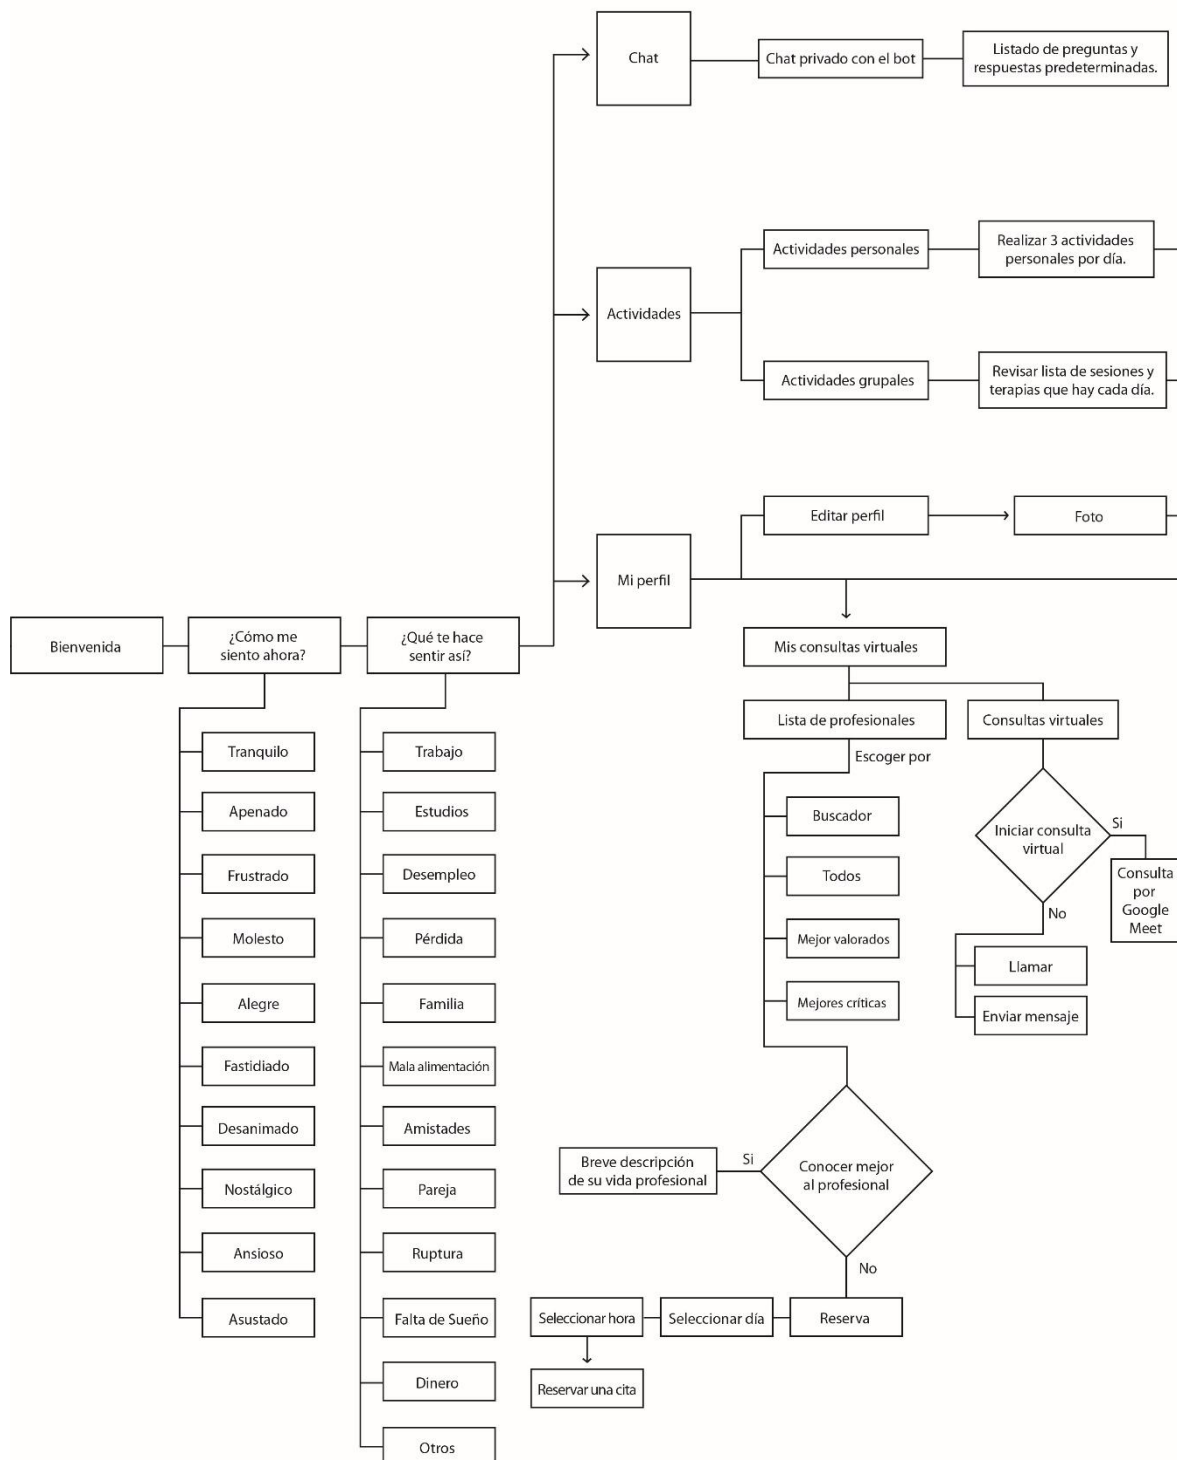 Chat
Chat privado con el bot
Listado de preguntas y
respuestas predeterminadas.
Actividades
Actividades personales
Realizar 3 actividades
personales por día.
Actividades grupales
Revisar lista de sesiones y
terapias que hay cada día.
Mi perfil
Editar perfil
Foto
Bienvenida
¿Cómo me
siento ahora?
¿Qué te hace
sentir así?
Tranquilo
Apenado
Frustrado
Molesto
Alegre
Fastidiado
Desanimado
Nostálgico
Ansioso
Asustado
Trabajo
Estudios
Desempleo
Pérdida
Familia
Mala alimentación
Amistades
Pareja
Ruptura
Falta de Sueño
Dinero
Otros
Mis consultas virtuales
Lista de profesionales
Escoger por
Buscador
Todos
Mejor valorados
Mejores críticas
Conocer mejor
al profesional
Si
Breve descripción
de su vida profesional
No
Reserva
Seleccionar día
Seleccionar hora
Reservar una cita
Consultas virtuales
Iniciar consulta
virtual
Si
Consulta
por
Google
Meet
No
Llamar
Enviar mensaje